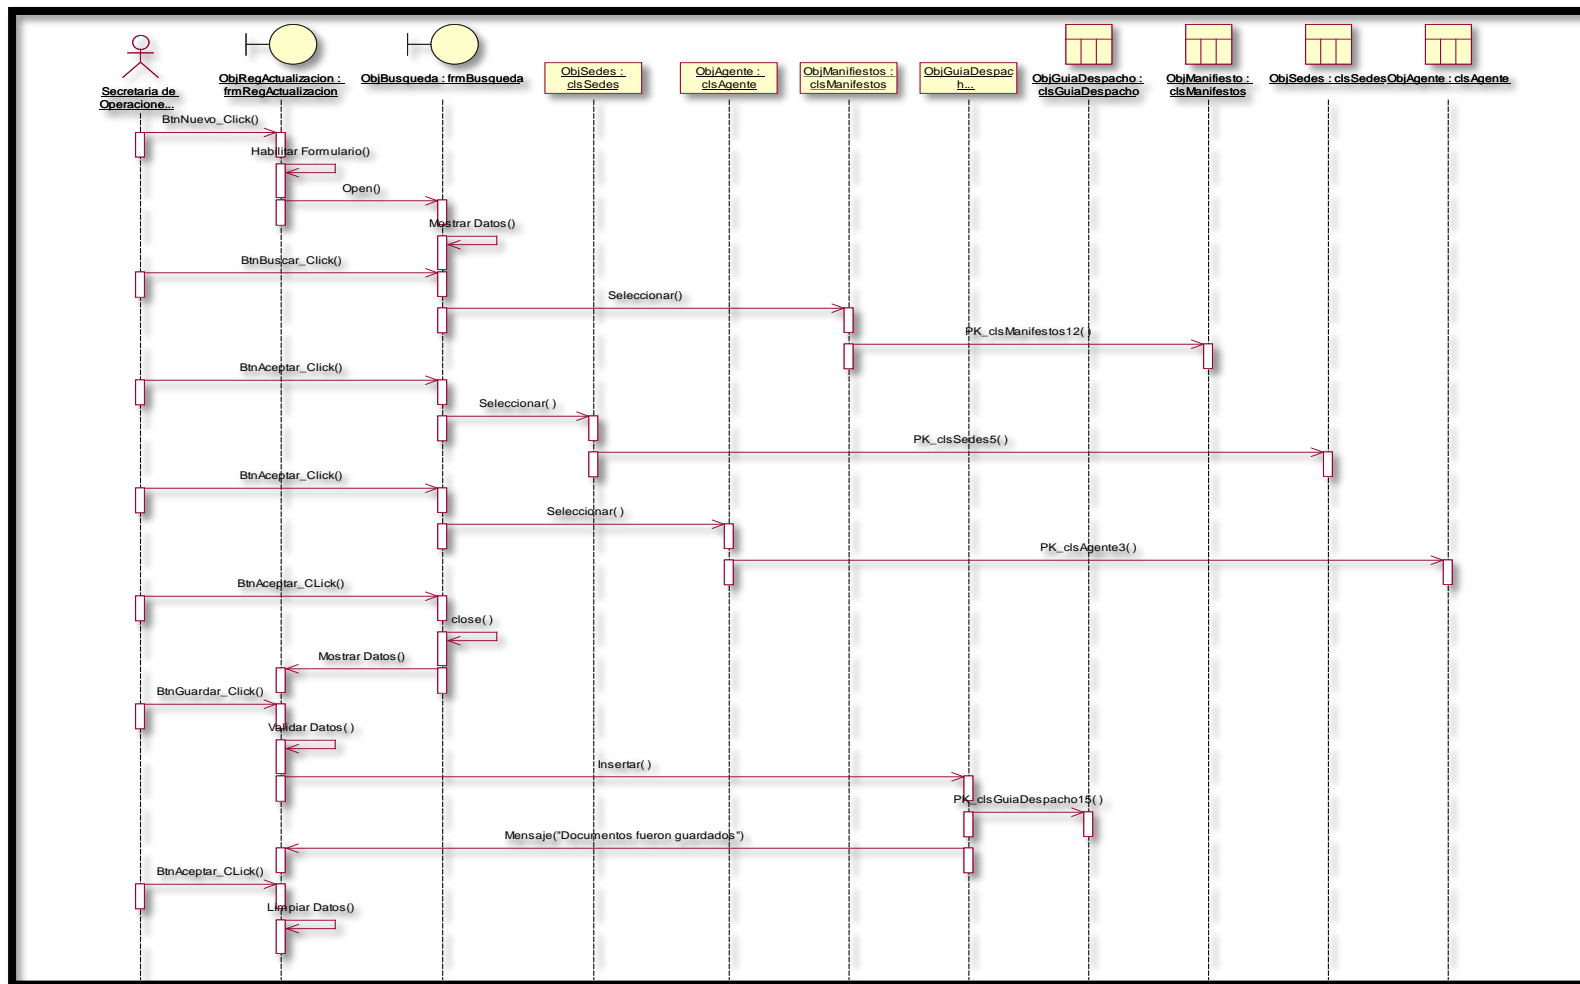 Secretaria de
Operacione...
ObjRegActualizacion :
frmRegActualizacion
ObjBusqueda : frmBusqueda
ObjSedes :
clsSedes
ObjAgente :
clsAgente
ObjManifiestos :
clsManifestos
ObjGuiaDespac
h...
ObjGuiaDespacho :
clsGuiaDespacho
ObjManifiesto :
clsManifestos
ObjSedes : clsSedes
ObjAgente : clsAgente
BtnNuevo_Click()
Habilitar Formulario()
Open()
Mostrar Datos()
BtnBuscar_Click()
Seleccionar()
PK_clsManifestos12( )
BtnAceptar_Click()
Seleccionar( )
PK_clsSedes5( )
BtnAceptar_Click()
Seleccionar( )
PK_clsAgente3( )
BtnAceptar_CLick()
close( )
Mostrar Datos()
BtnGuardar_Click()
Validar Datos( )
Insertar( )
PK_clsGuiaDespacho15( )
Mensaje("Documentos fueron guardados")
BtnAceptar_CLick()
Limpiar Datos()